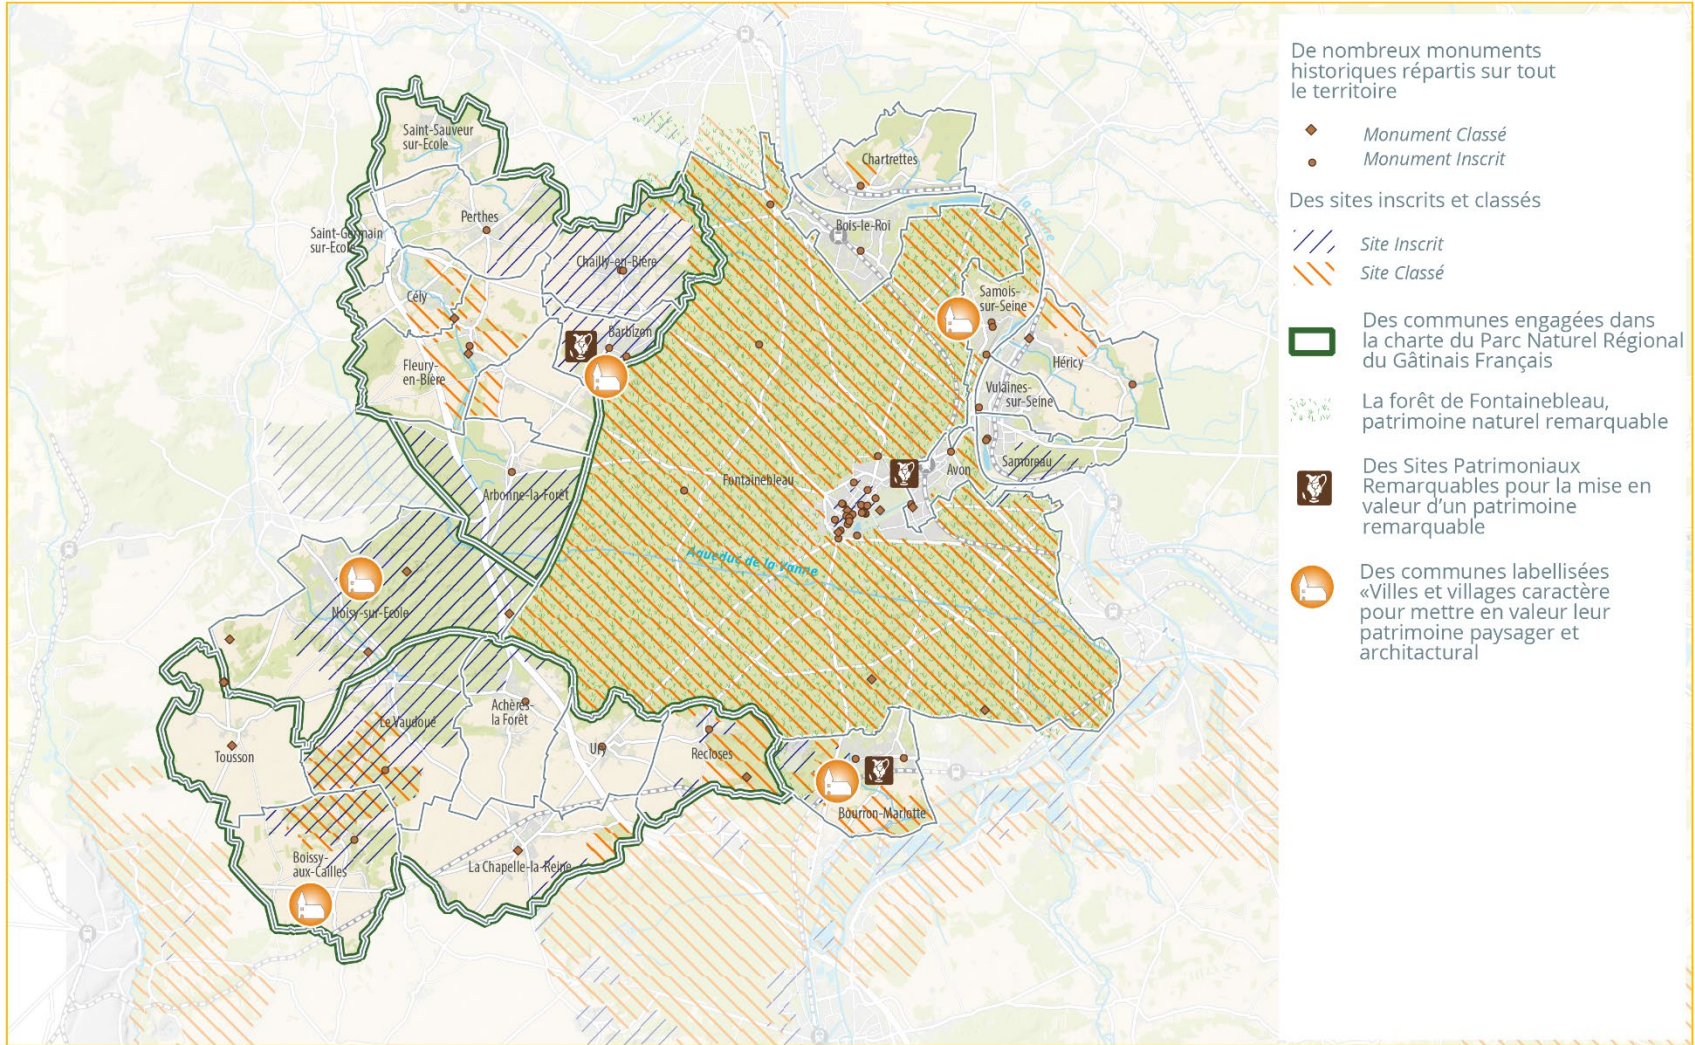 De nombreux monuments
historiques répartis sur tout
le territoire
Monument Classé
Monument Inscrit
Des sites inscrits et classés
Site Inscrit
Site Classé
Des communes engagées dans
la charte du Parc Naturel Régional
du Gâtinais Français
La forêt de Fontainebleau,
patrimoine naturel remarquable
Des Sites Patrimoniaux
Remarquables pour la mise en
valeur d'un patrimoine
remarquable
Des communes labellisées
«Villes et villages caractère
pour mettre en valeur leur
patrimoine paysager et
architactural
Saint-Sauveur
sur-Ecole
Chartrettes
la Seine
Perthes
Saint-Germain
sur-Ecole
Bois-le-Roi
Chailly-en-Bière
Cély
Samois-
sur-Seine
Barbizon
Fleury-
en-Bière
Héricy
Vulaines-
sur-Seine
Samoreau
Avon
Fontainebleau
Arbonne-la-Forêt
Aqueduc de la Vanne
Noisy-sur-Ecole
Achères-
la Forêt
Le Vaudoué
Ury
Recloses
Tousson
Bourron-Marlotte
Boissy-
aux-Cailles
La Chapelle-la-Reine